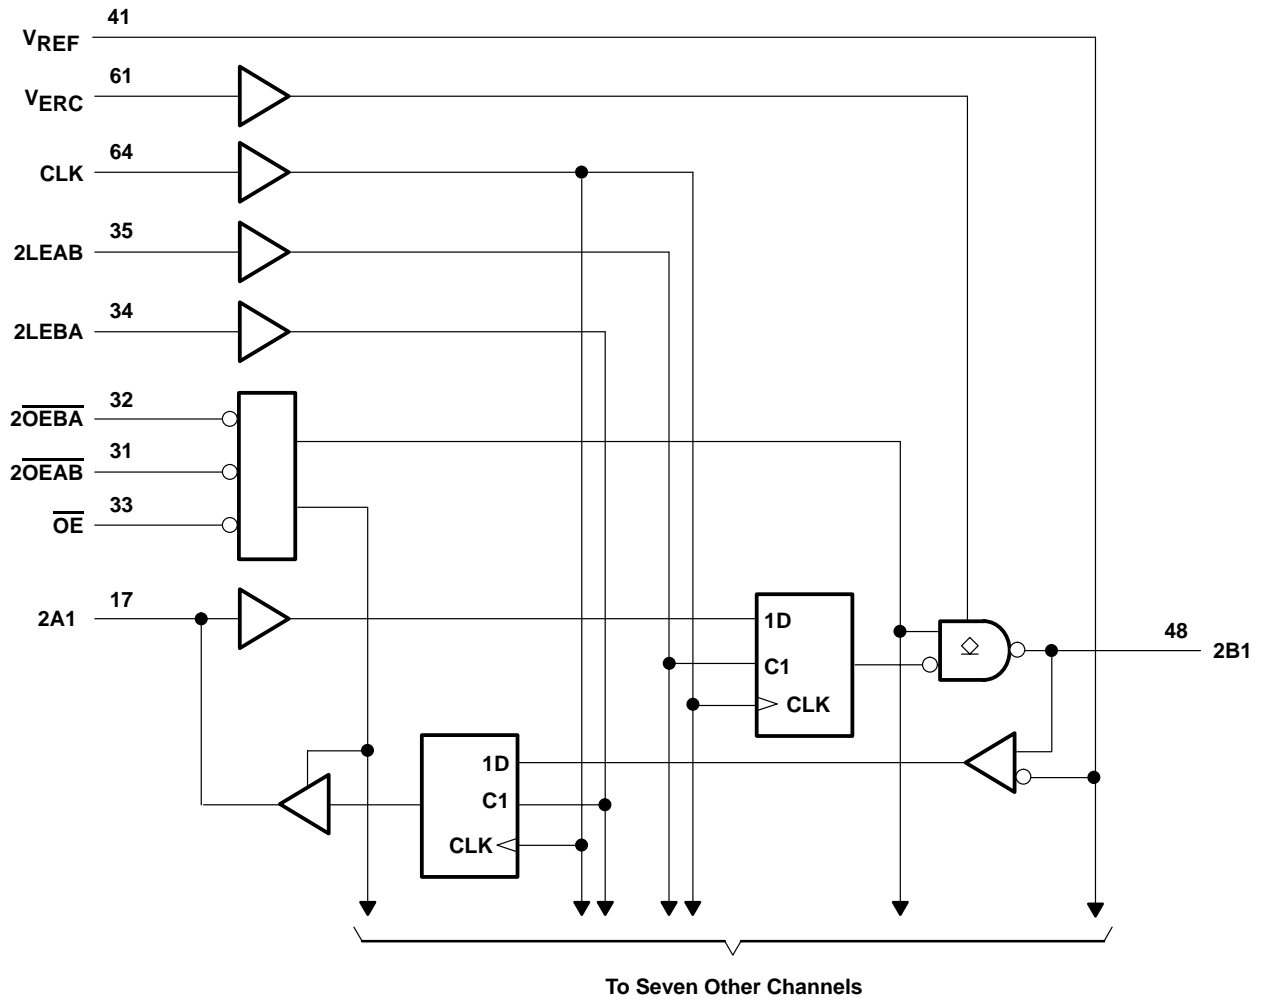 41
VREF
61
VERC
64
CLK
35
2LEAB
34
2LEBA
32
2OEBA
31
2OEAB
33
OE
17
2A1
1D
C1
CLK
48
2B1
1D
C1
CLK
To Seven Other Channels